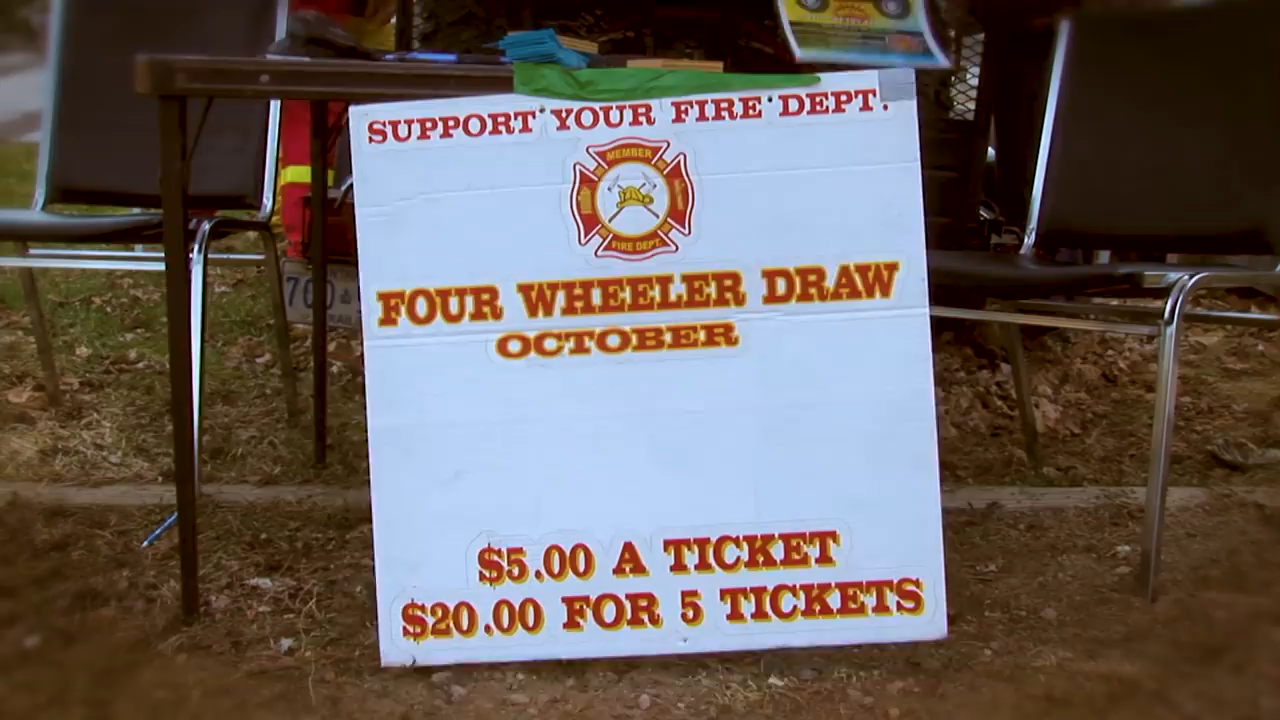 SUPPORT YOUR FIRE DEPT.
MEMBER
FIRE DEPT.
FOUR WHEELER DRAW
OCTOBER
$5.00 A TICKET
$20.00 FOR 5 TICKETS